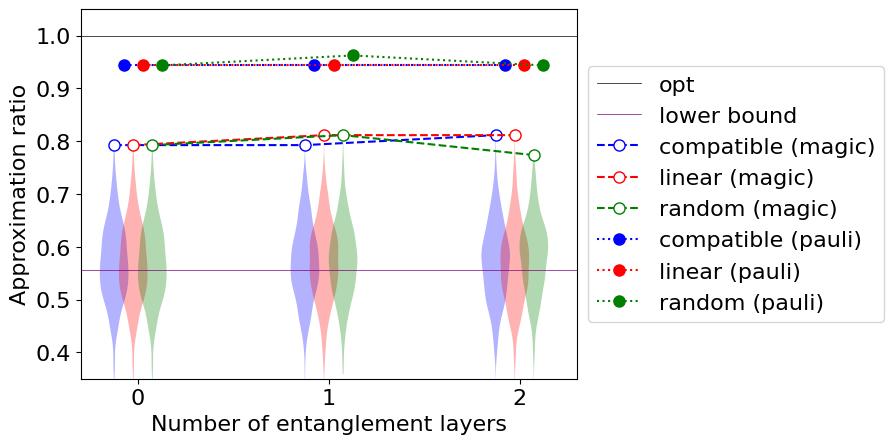 1.0
0.9
0.8
0.7
0.6
0.5
0.4
Approximation ratio
0 1 2
Number of entanglement layers
opt
lower bound
compatible (magic)
linear (magic)
random (magic)
compatible (pauli)
linear (pauli)
random (pauli)